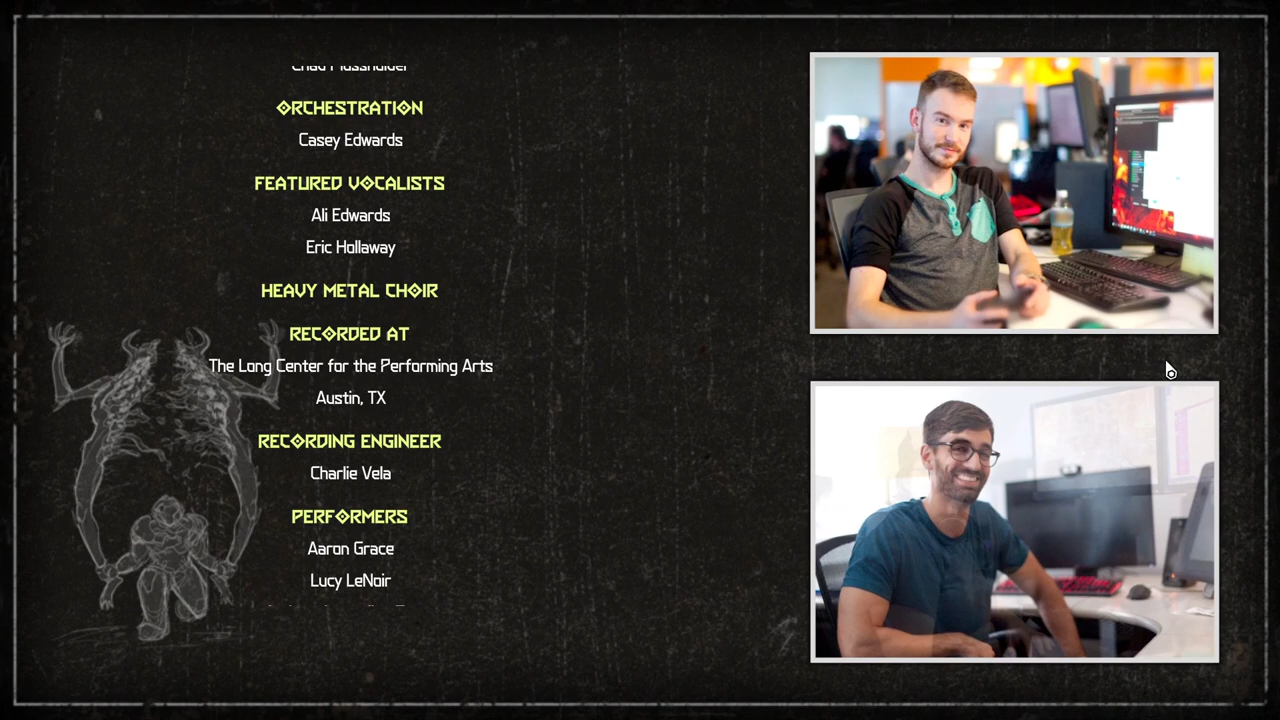 ORCHESTRATION
Casey Edwards
FEATURED VOCALISTS
Ali Edwards
Eric Hollaway
HEAVY METAL CHOIR
RECORDED AT
The Long Center for the Performing Arts
Austin, TX
RECORDING ENGINEER
Charlie Vela
PERFORMERS
Aaron Grace
Lucy LeNoir